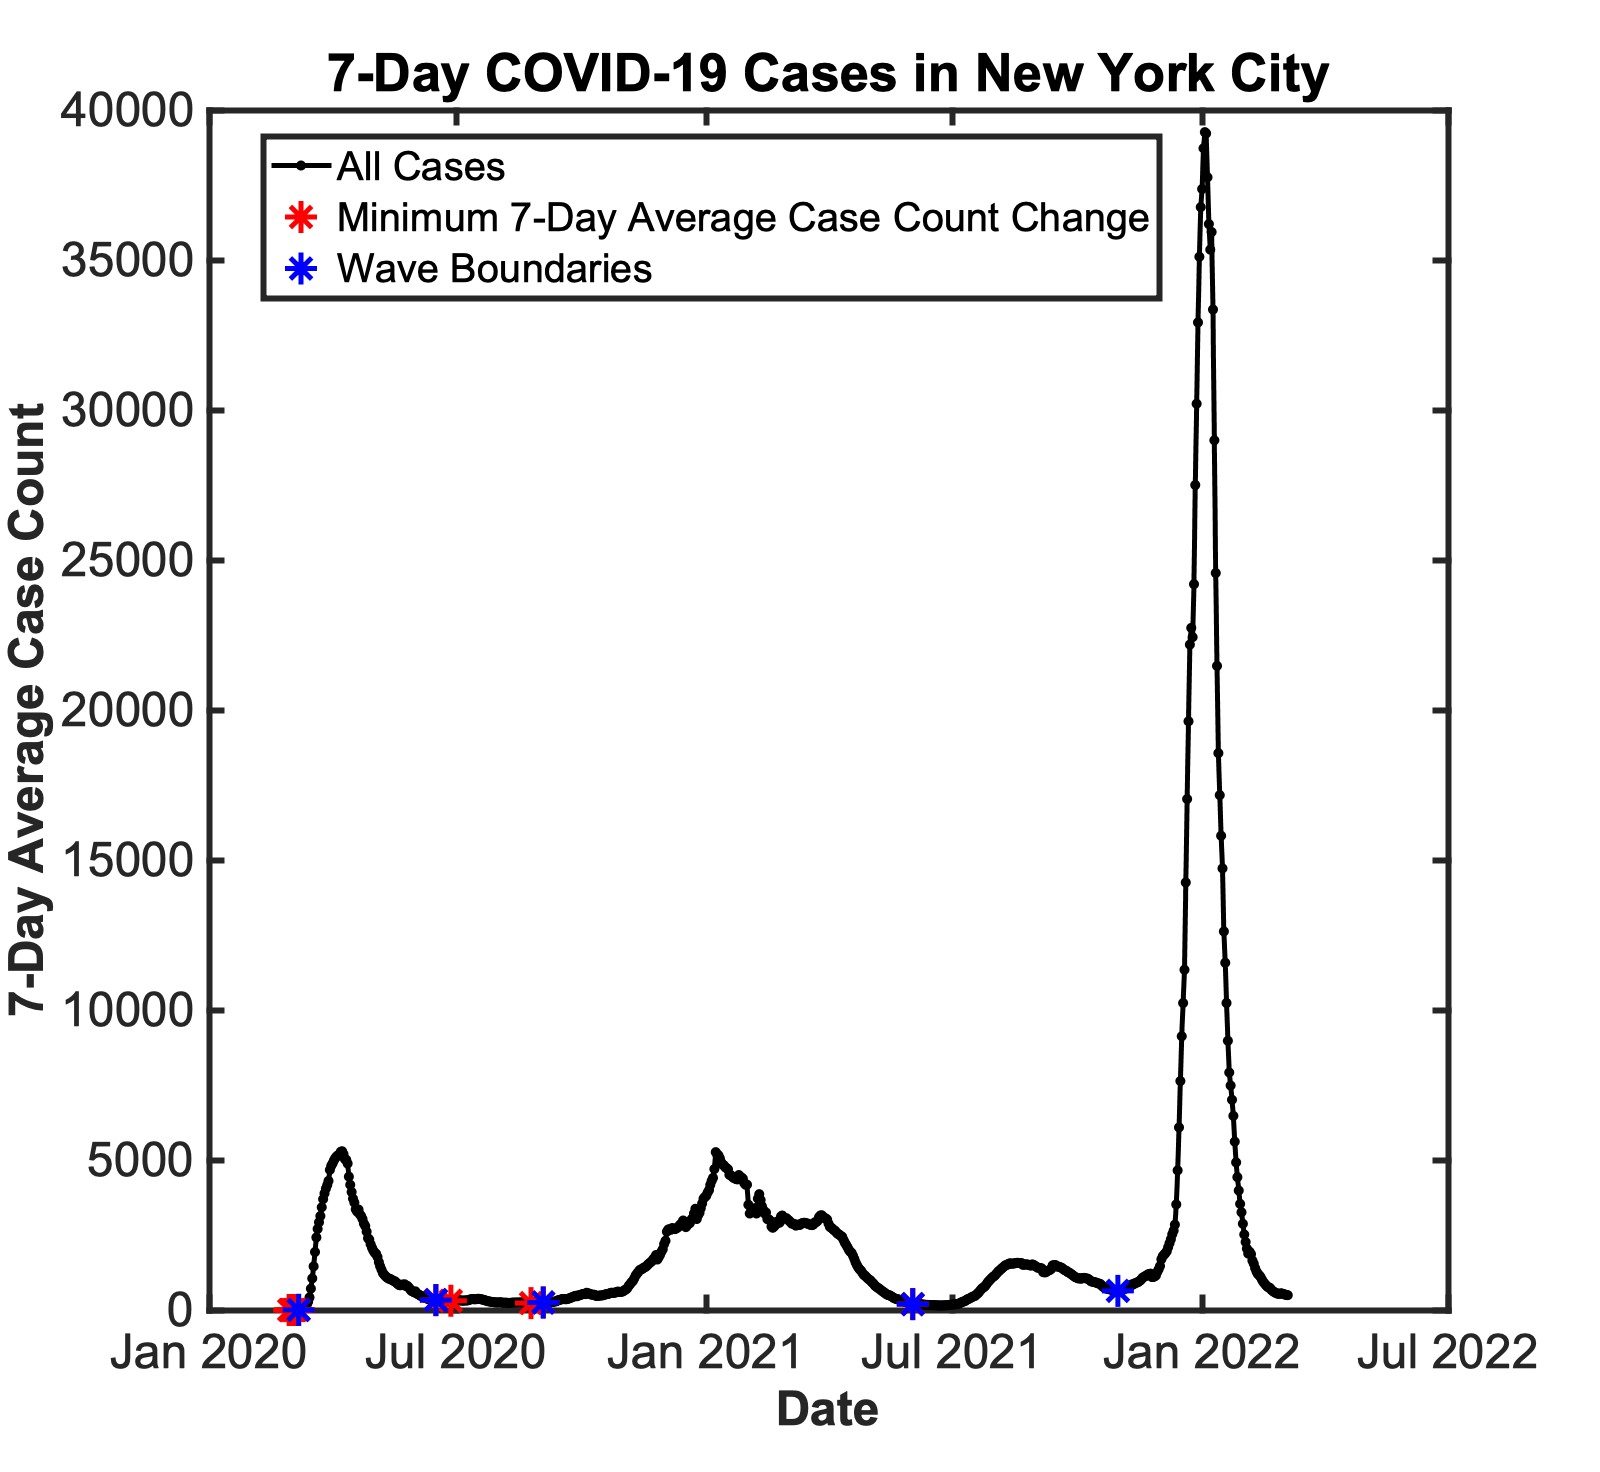 7-Day COVID-19 Cases in New York City
All Cases
Minimum 7-Day Average Case Count Change
Wave Boundaries
7-Day Average Case Count
40000
35000
30000
25000
20000
15000
10000
5000
0
Jan 2020 Jul 2020 Jan 2021 Jul 2021 Jan 2022 Jul 2022
Date